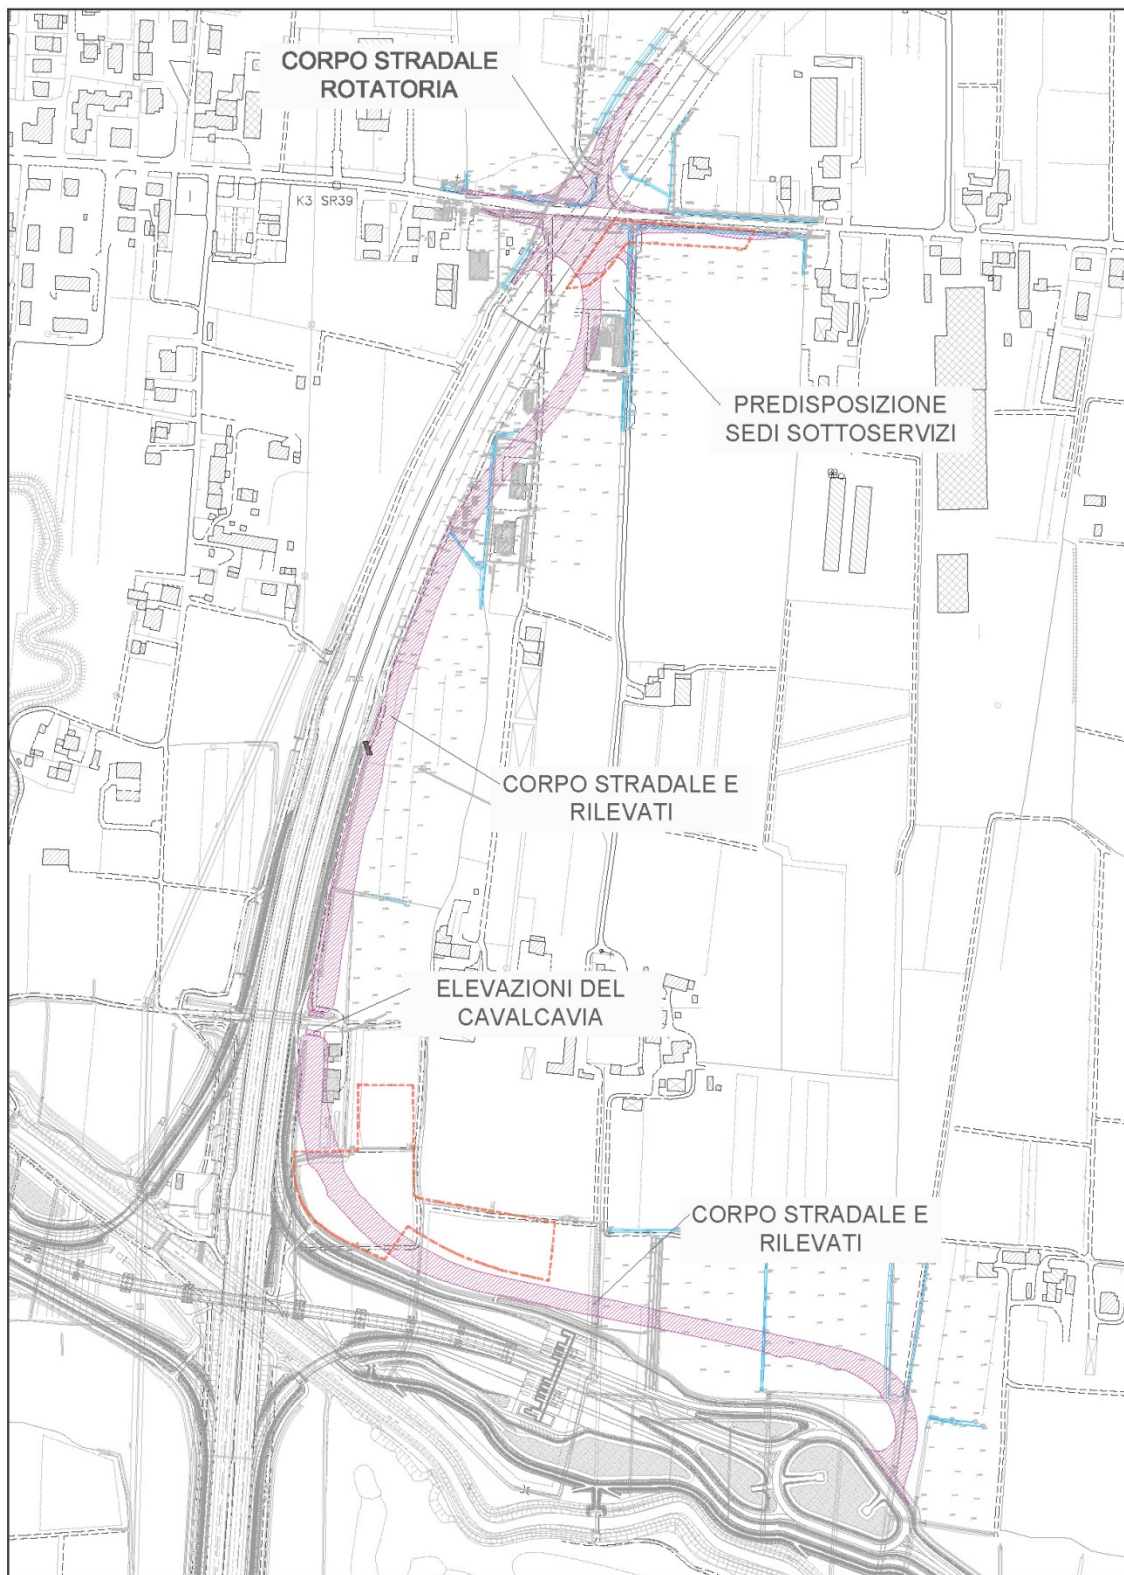 CORPO STRADALE
ROTATORIA
K3 SR39
PREDISPOSIZIONE
SEDI SOTTOSERVIZI
CORPO STRADALE E
RILEVATI
ELEVAZIONI DEL
CAVALCAVIA
CORPO STRADALE E
RILEVATI